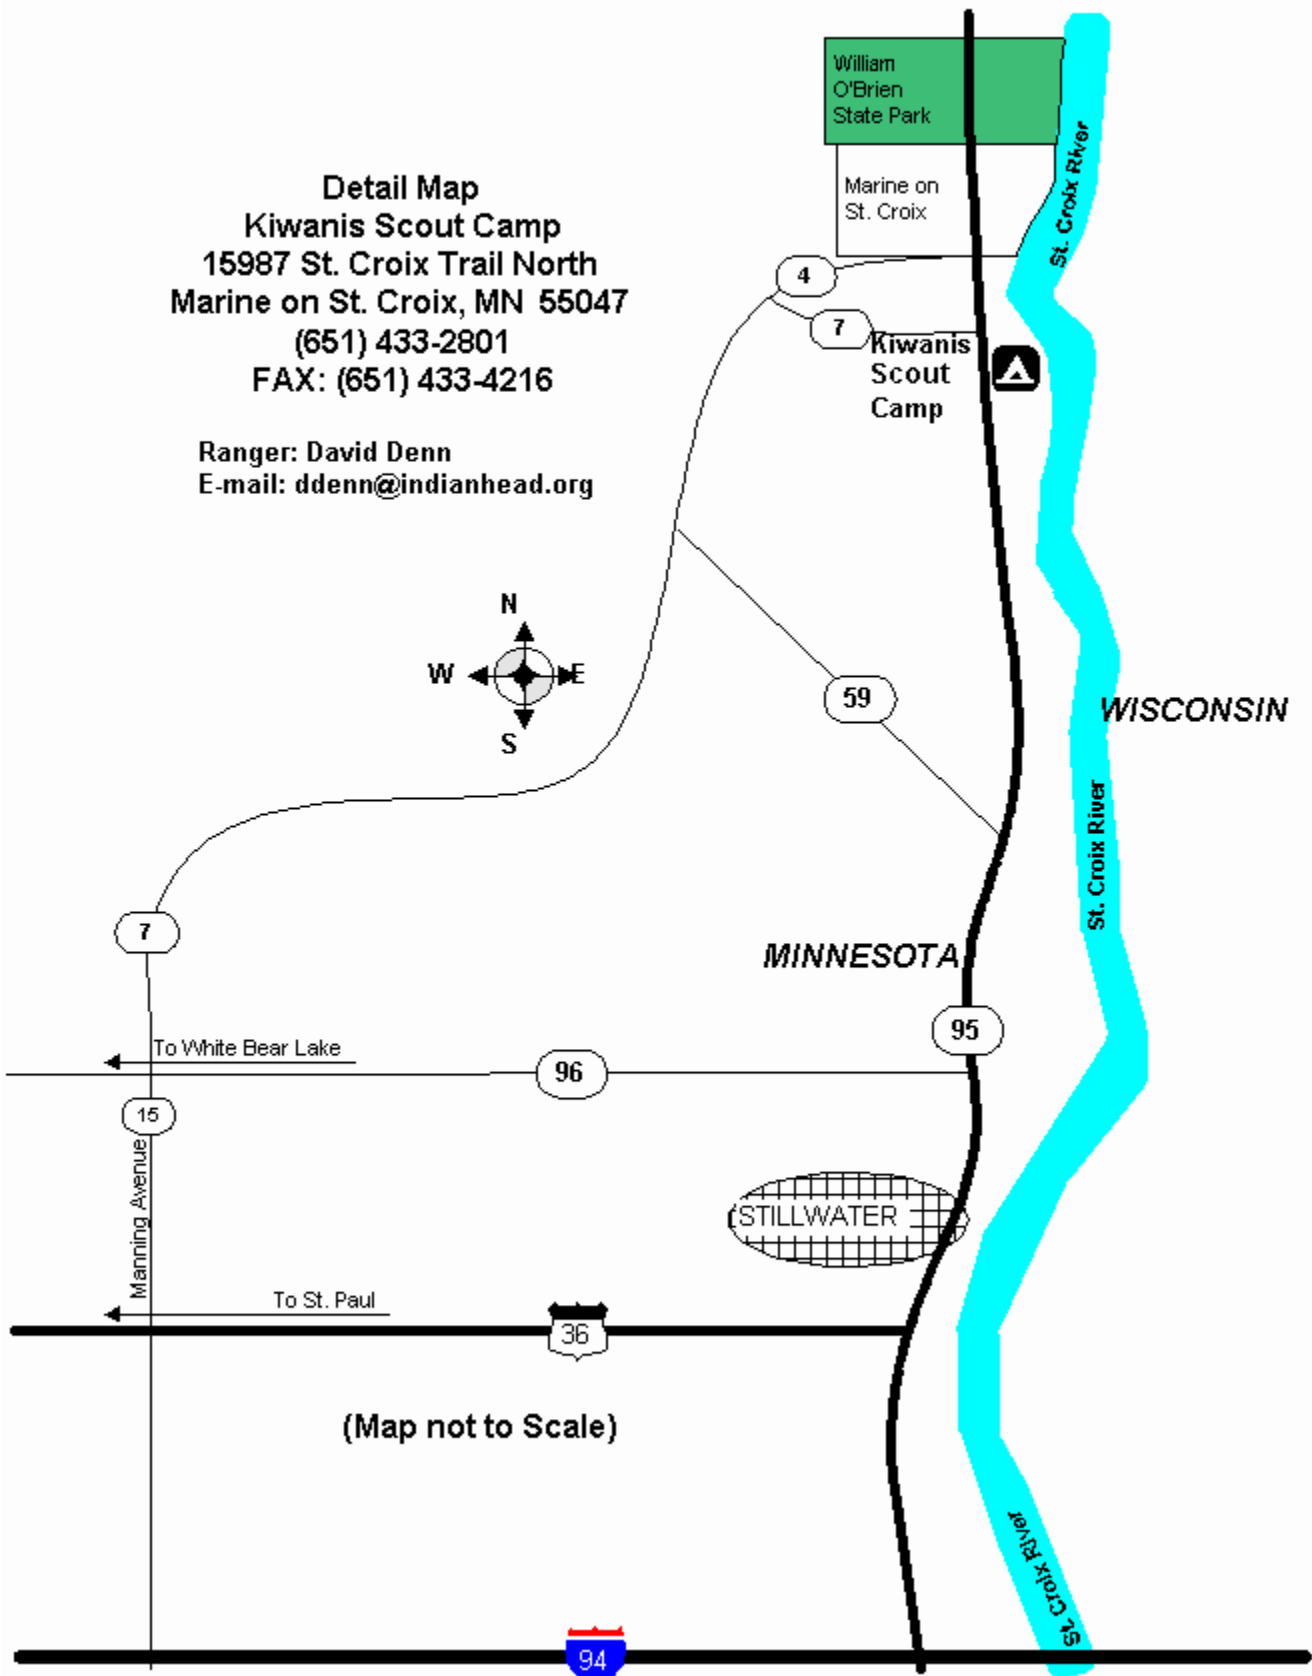 William
O'Brien
State Park
St. Croix River
Marine on
St. Croix
Detail Map
Kiwanis Scout Camp
15987 St. Croix Trail North
Marine on St. Croix, MN 55047
(651) 433-2801
FAX: (651) 433-4216
4
7
Kiwanis
Scout
Camp
Ranger: David Denn
E-mail: ddenn@indianhead.org
N
W
E
S
59
WISCONSIN
St. Croix River
7
MINNESOTA
95
To White Bear Lake
96
15
Manning Avenue
STILLWATER
To St. Paul
36
(Map not to Scale)
St. Croix River
94